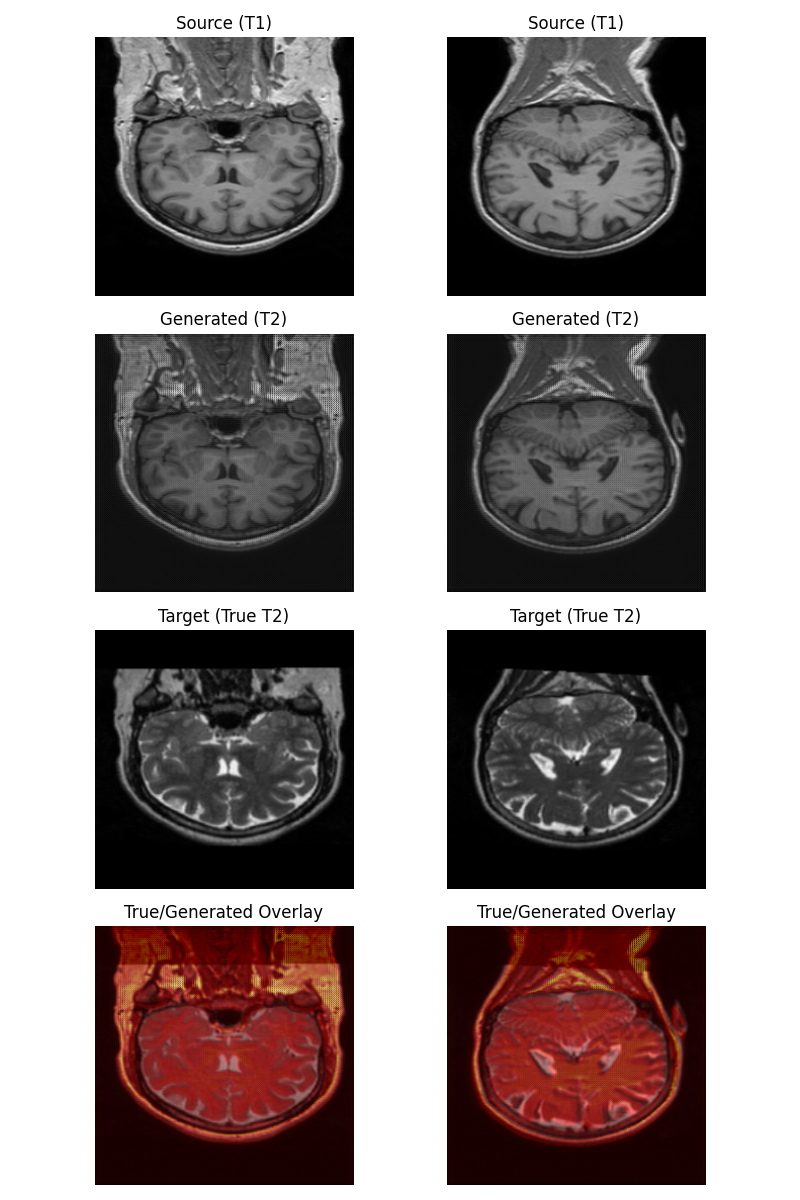 Source (T1)
Source (T1)
Generated (T2)
Generated (T2)
Target (True T2)
Target (True T2)
True/Generated Overlay
True/Generated Overlay